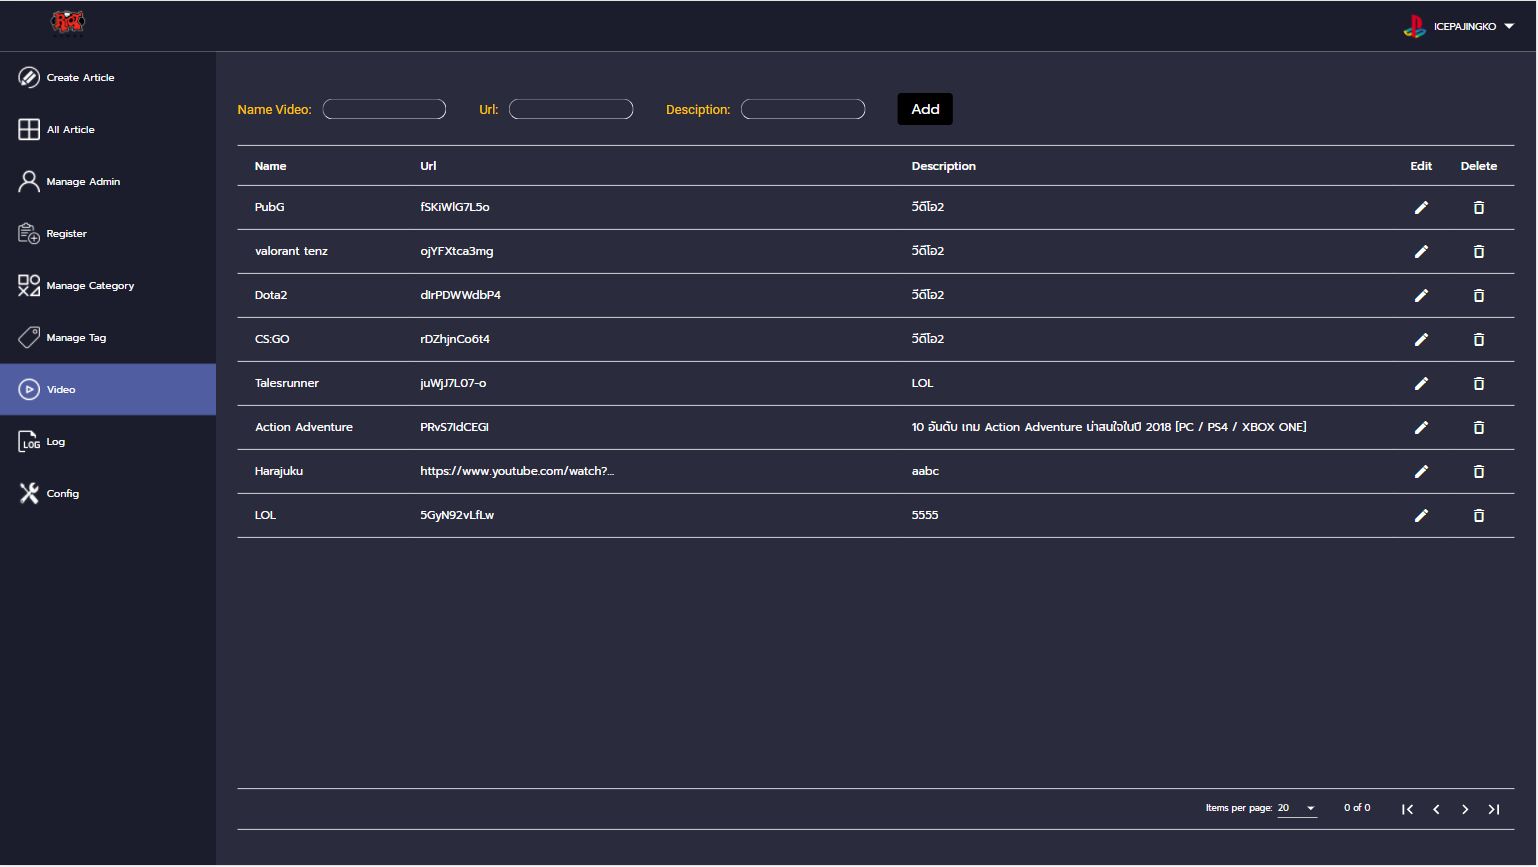 RIOT
ICEPAJINGKO
Create Article
All Article
Manage Admin
Register
Manage Category
Manage Tag
Video
LOG Log
Config
Name Video: Url: Desciption: Add
Name Url Description Edit Delete
PubG fSKiWlG7L5o วีดีโอ2
valorant tenz ojYFXtca3mg วีดีโอ2
Dota2 dIrPDWWdbP4 วีดีโอ2
CS:GO rDZhjnCo6t4 วีดีโอ2
Talesrunner juWjJ7L07-o LOL
Action Adventure PRvS7IdCEGI 10 อันดับ เกม Action Adventure น่าสนใจในปี 2018 [PC / PS4 / XBOX ONE]
Harajuku https://www.youtube.com/watch?... aabc
LOL 5GyN92vLfLw 5555
Items per page: 20 0 of 0